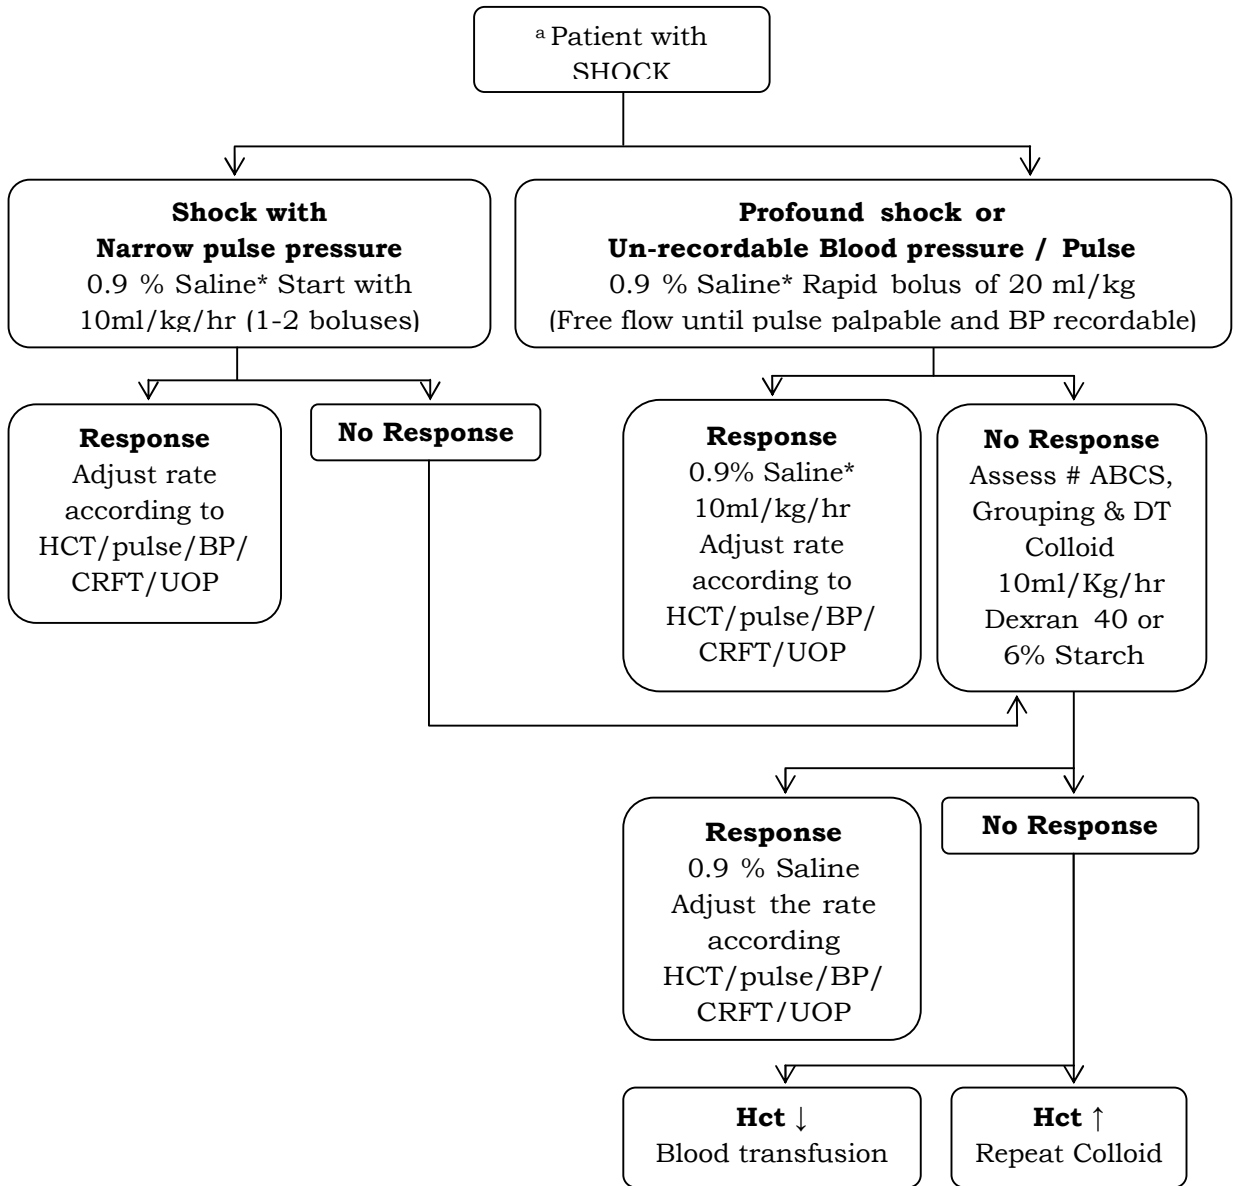 ᵃ Patient with
SHOCK
Shock with
Narrow pulse pressure
0.9 % Saline* Start with
10ml/kg/hr (1-2 boluses)
Profound shock or
Un-recordable Blood pressure / Pulse
0.9 % Saline* Rapid bolus of 20 ml/kg
(Free flow until pulse palpable and BP recordable)
Response
Adjust rate
according to
HCT/pulse/BP/
CRFT/UOP
No Response
Response
0.9% Saline*
10ml/kg/hr
Adjust rate
according to
HCT/pulse/BP/
CRFT/UOP
No Response
Assess # ABCS,
Grouping & DT
Colloid
10ml/Kg/hr
Dexran 40 or
6% Starch
Response
0.9 % Saline
Adjust the rate
according
HCT/pulse/BP/
CRFT/UOP
No Response
Hct ↓
Blood transfusion
Hct ↑
Repeat Colloid